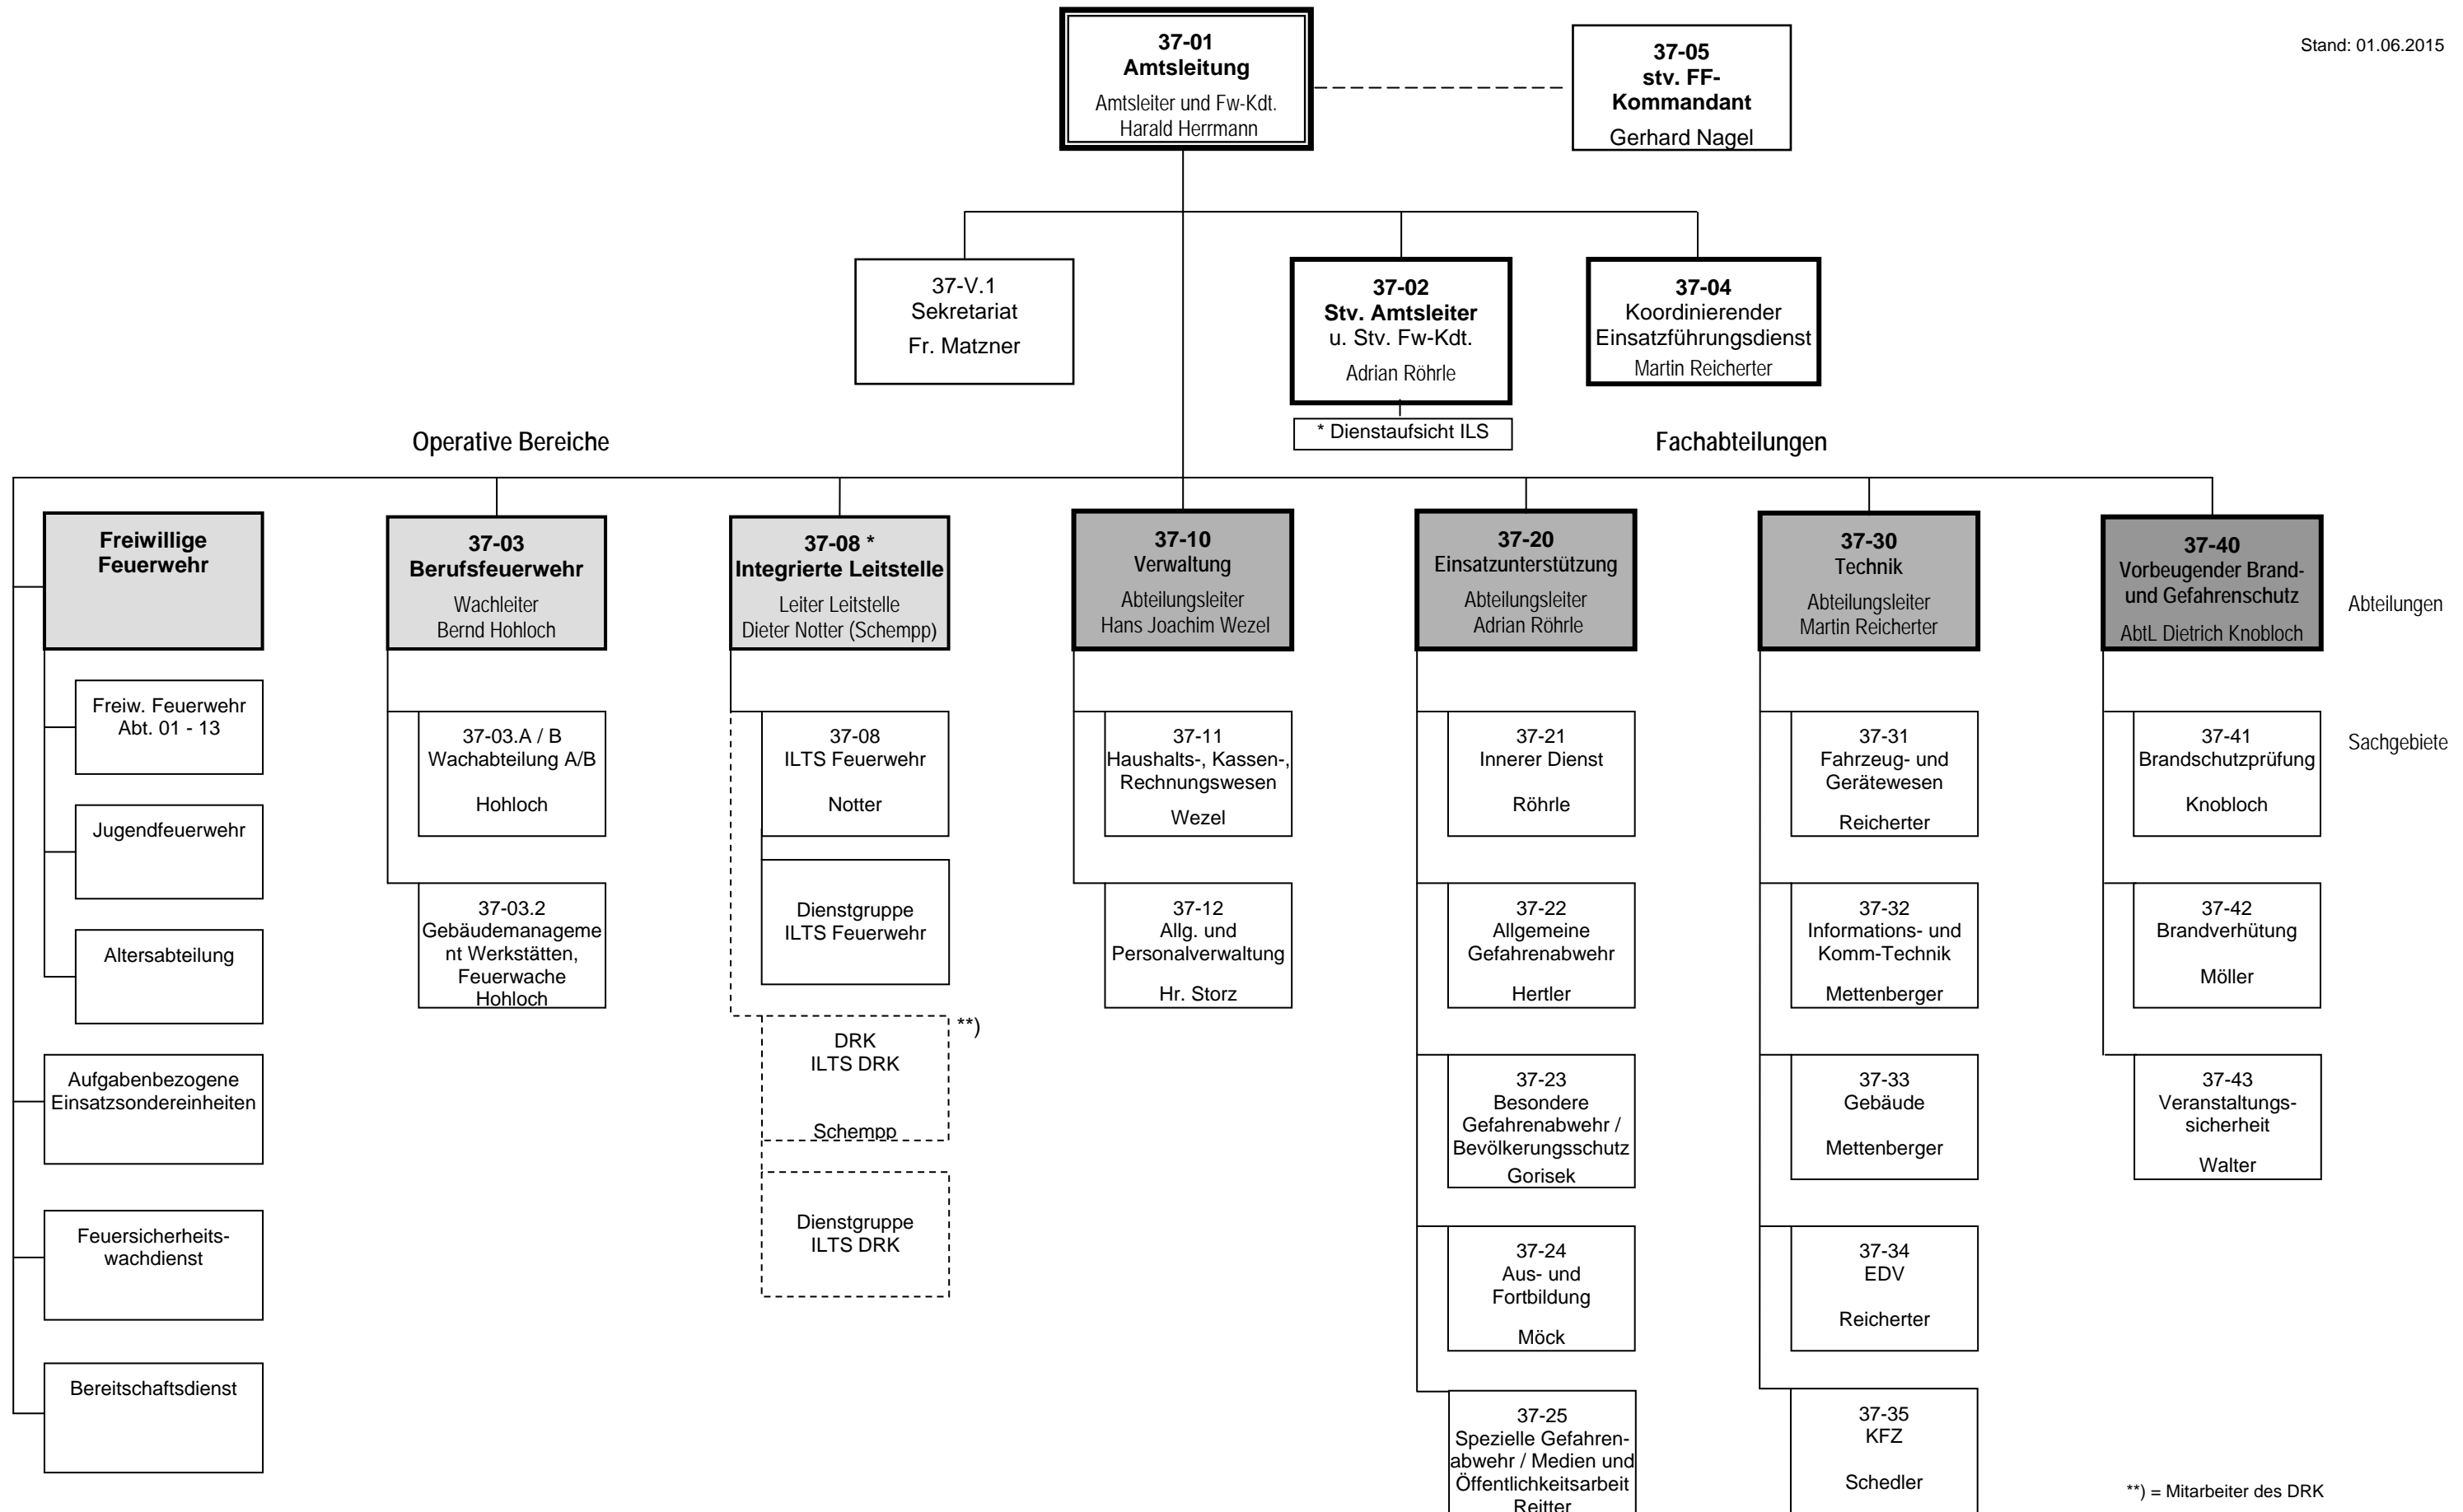 Stand: 01.06.2015
37-01
Amtsleitung
Amtsleiter und Fw-Kdt.
Harald Herrmann
37-05
stv. FF-
Kommandant
Gerhard Nagel
37-V.1
Sekretariat
Fr. Matzner
37-02
Stv. Amtsleiter
u. Stv. Fw-Kdt.
Adrian Röhrle
* Dienstaufsicht ILS
37-04
Koordinierender
Einsatzführungsdienst
Martin Reicherter
Operative Bereiche
Fachabteilungen
Freiwillige
Feuerwehr
37-03
Berufsfeuerwehr
Wachleiter
Bernd Hohloch
37-08 *
Integrierte Leitstelle
Leiter Leitstelle
Dieter Notter (Schempp)
37-10
Verwaltung
Abteilungsleiter
Hans Joachim Wezel
37-20
Einsatzunterstützung
Abteilungsleiter
Adrian Röhrle
37-30
Technik
Abteilungsleiter
Martin Reicherter
37-40
Vorbeugender Brand-
und Gefahrenschutz
AbtL Dietrich Knobloch
Abteilungen
Freiw. Feuerwehr
Abt. 01 - 13
Jugendfeuerwehr
Altersabteilung
Aufgabenbezogene
Einsatzsondereinheiten
Feuersicherheits-
wachdienst
Bereitschaftsdienst
37-03.A / B
Wachabteilung A/B
Hohloch
37-03.2
Gebäudemanageme
nt Werkstätten,
Feuerwache
Hohloch
37-08
ILTS Feuerwehr
Notter
Dienstgruppe
ILTS Feuerwehr
**)
DRK
ILTS DRK
Schempp
Dienstgruppe
ILTS DRK
37-11
Haushalts-, Kassen-,
Rechnungswesen
Wezel
37-12
Allg. und
Personalverwaltung
Hr. Storz
37-21
Innerer Dienst
Röhrle
37-22
Allgemeine
Gefahrenabwehr
Hertler
37-23
Besondere
Gefahrenabwehr /
Bevölkerungsschutz
Gorisek
37-24
Aus- und
Fortbildung
Möck
37-25
Spezielle Gefahren-
abwehr / Medien und
Öffentlichkeitsarbeit
Reitter
37-31
Fahrzeug- und
Gerätewesen
Reicherter
37-32
Informations- und
Komm-Technik
Mettenberger
37-33
Gebäude
Mettenberger
37-34
EDV
Reicherter
37-35
KFZ
Schedler
37-41
Brandschutzprüfung
Knobloch
37-42
Brandverhütung
Möller
37-43
Veranstaltungs-
sicherheit
Walter
Sachgebiete
**) = Mitarbeiter des DRK